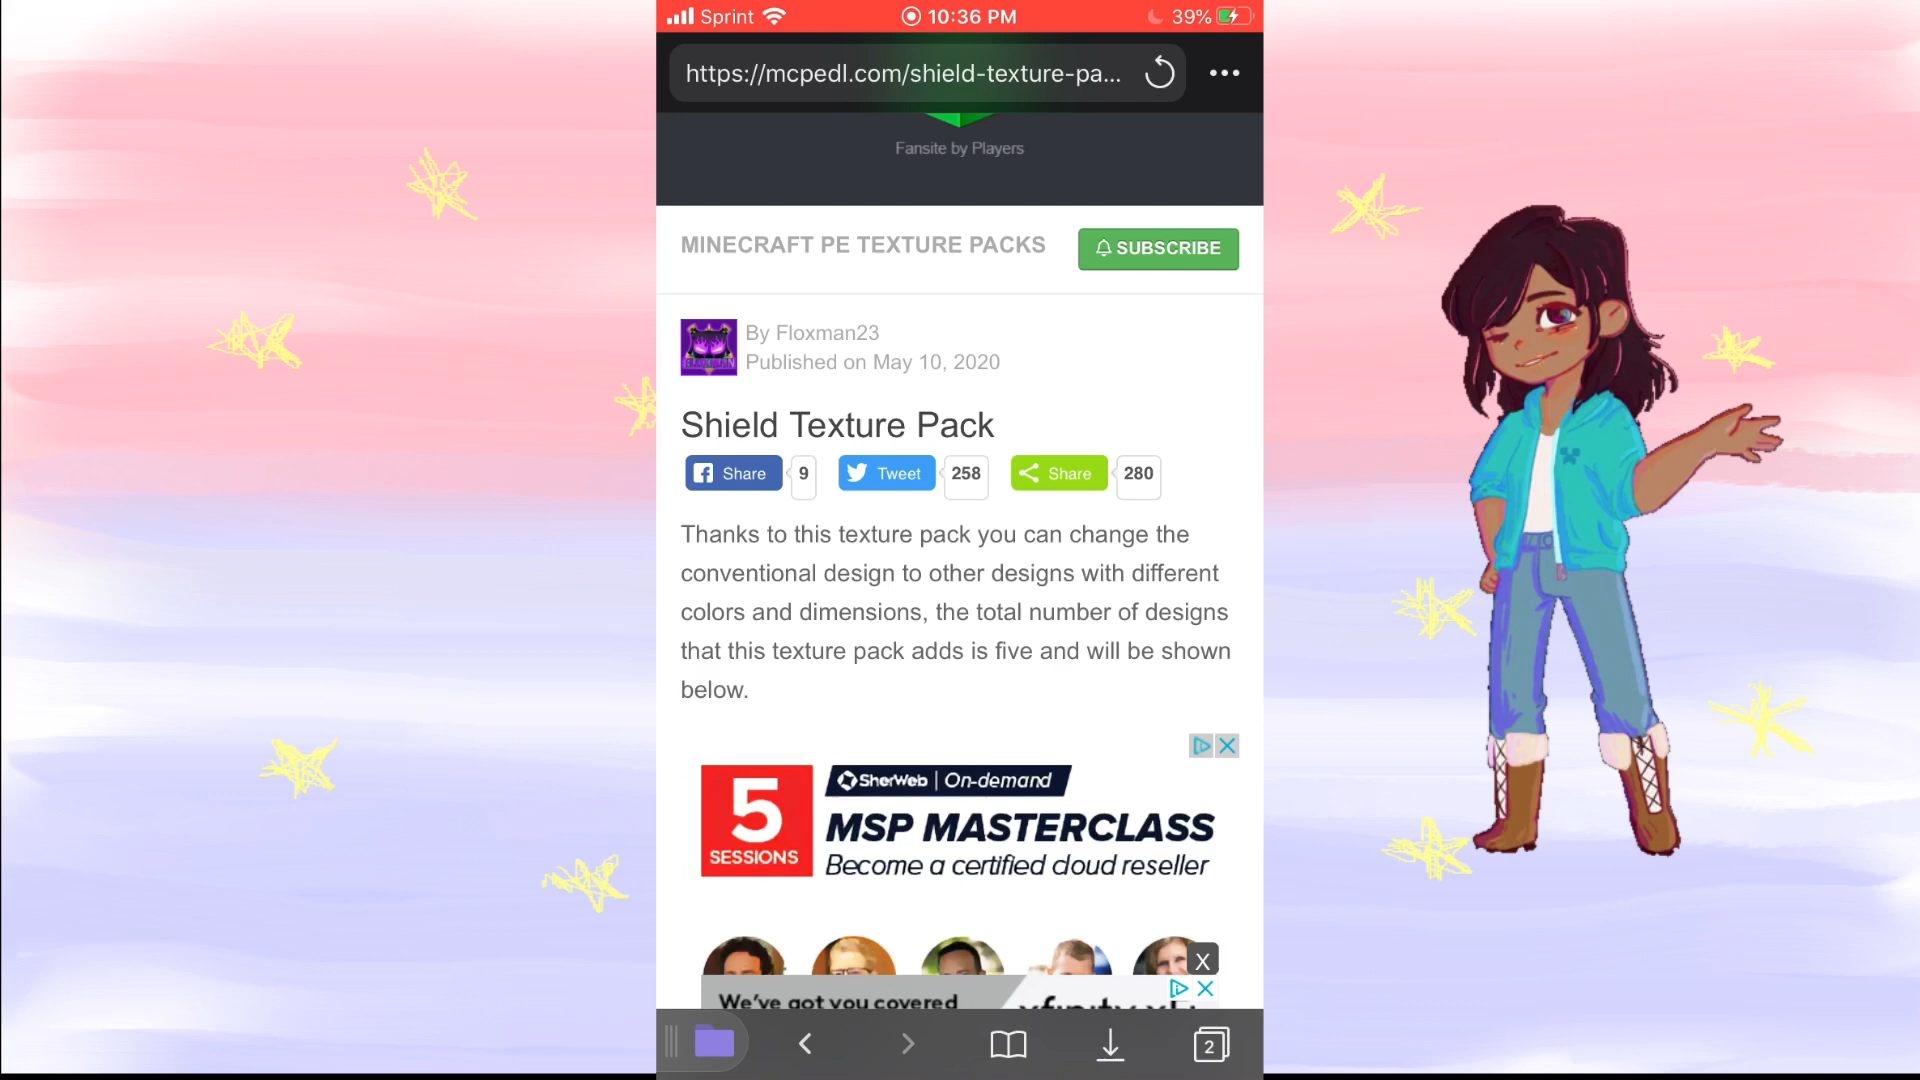 Sprint
10:36 PM
39%
https://mcpedl.com/shield-texture-pa...
Fansite by Players
MINECRAFT PE TEXTURE PACKS
SUBSCRIBE
By Floxman23
Published on May 10, 2020
Shield Texture Pack
Share 9 Tweet 258 Share 280
Thanks to this texture pack you can change the
conventional design to other designs with different
colors and dimensions, the total number of designs
that this texture pack adds is five and will be shown
below.
5
SESSIONS
SherWeb | On-demand
MSP MASTERCLASS
Become a certified cloud reseller
X
We've got you covered
2